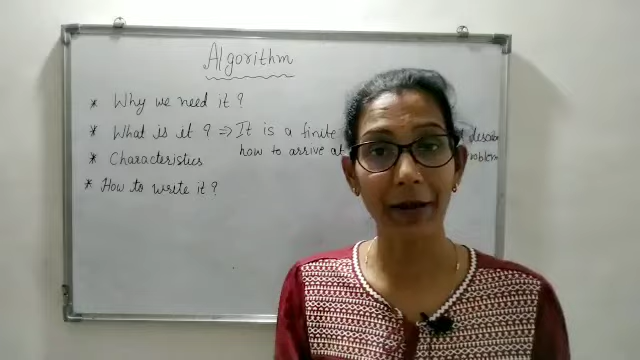 Algorithm
* Why we need it?
* What is it? ⇒ It is a finite
how to arrive at
* Characteristics
* How to write it?